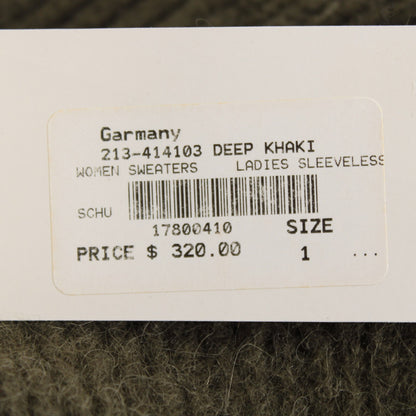 Garmany
213-414103 DEEP KHAKI
WOMEN SWEATERS LADIES SLEEVELESS
SCHU
17800410 SIZE
PRICE $ 320.00 1 ...